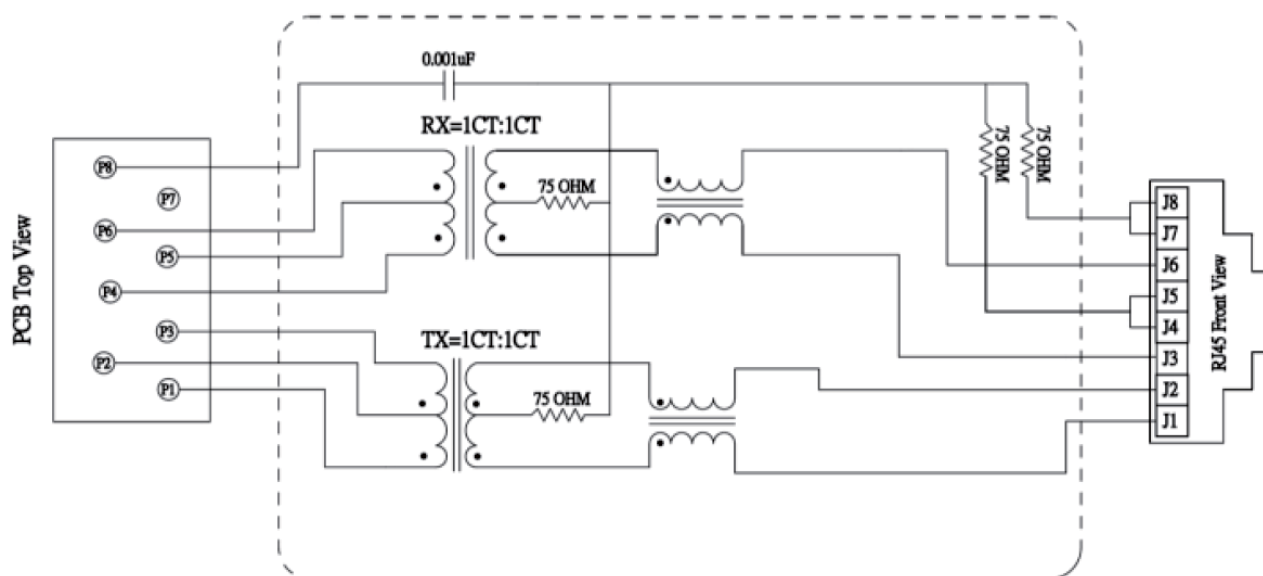 0.001uF
RX=1CT:1CT
75 OHM
75 OHM
75 OHM
PCB Top View
P8
P7
P6
P5
P4
P3
P2
P1
TX=1CT:1CT
75 OHM
J8
J7
J6
J5
J4
J3
J2
J1
RJ45 Front View